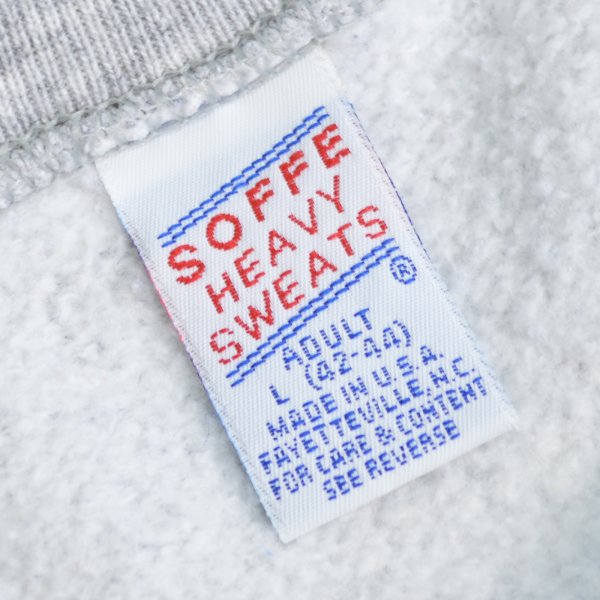 SOFFE
HEAVY
SWEATS
®
ADULT
L (42-44)
MADE IN U.S.A.
FAYETTEVILLE, N.C.
FOR CARE & CONTENT
SEE REVERSE